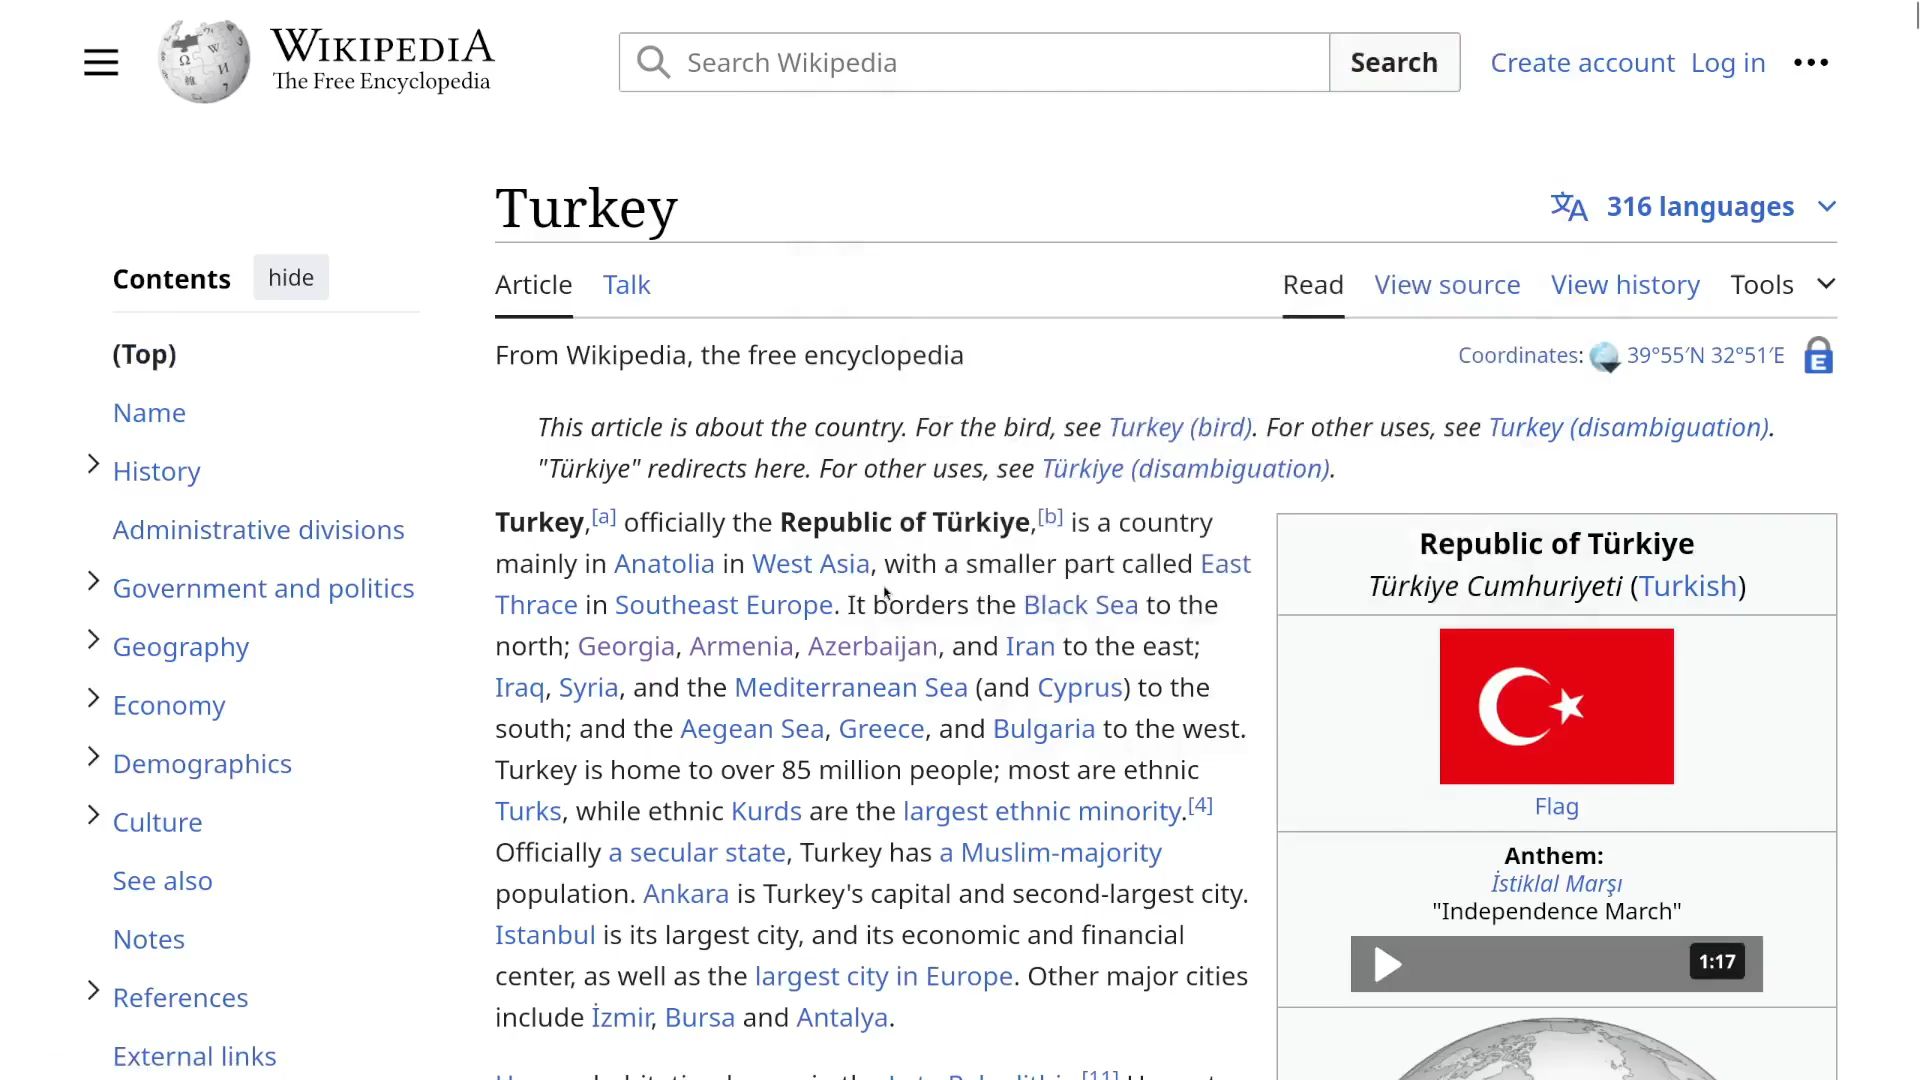 WIKIPEDIA
The Free Encyclopedia
Search Wikipedia
Search
Create account
Log in
Turkey
316 languages
Contents
hide
Article
Talk
Read
View source
View history
Tools
From Wikipedia, the free encyclopedia
Coordinates: 39°55′N 32°51′E
(Top)
Name
History
Administrative divisions
Government and politics
Geography
Economy
Demographics
Culture
See also
Notes
References
External links
This article is about the country. For the bird, see Turkey (bird). For other uses, see Turkey (disambiguation).
"Türkiye" redirects here. For other uses, see Türkiye (disambiguation).
Turkey,[a] officially the Republic of Türkiye,[b] is a country
mainly in Anatolia in West Asia, with a smaller part called East
Thrace in Southeast Europe. It borders the Black Sea to the
north; Georgia, Armenia, Azerbaijan, and Iran to the east;
Iraq, Syria, and the Mediterranean Sea (and Cyprus) to the
south; and the Aegean Sea, Greece, and Bulgaria to the west.
Turkey is home to over 85 million people; most are ethnic
Turks, while ethnic Kurds are the largest ethnic minority.[4]
Officially a secular state, Turkey has a Muslim-majority
population. Ankara is Turkey's capital and second-largest city.
Istanbul is its largest city, and its economic and financial
center, as well as the largest city in Europe. Other major cities
include İzmir, Bursa and Antalya.
Republic of Türkiye
Türkiye Cumhuriyeti (Turkish)
Flag
Anthem:
İstiklal Marşı
"Independence March"
1:17